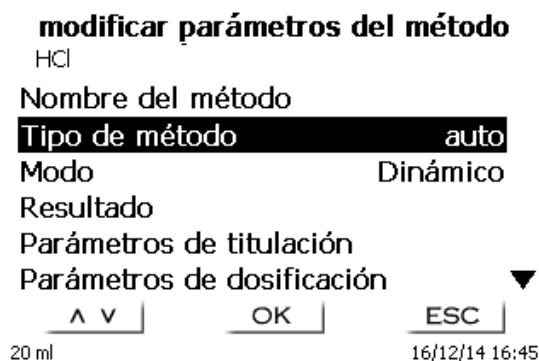 modificar parámetros del método
HCl
Nombre del método
Tipo de método auto
Modo Dinámico
Resultado
Parámetros de titulación
Parámetros de dosificación ▼
∧ ∨ OK ESC
20 ml 16/12/14 16:45